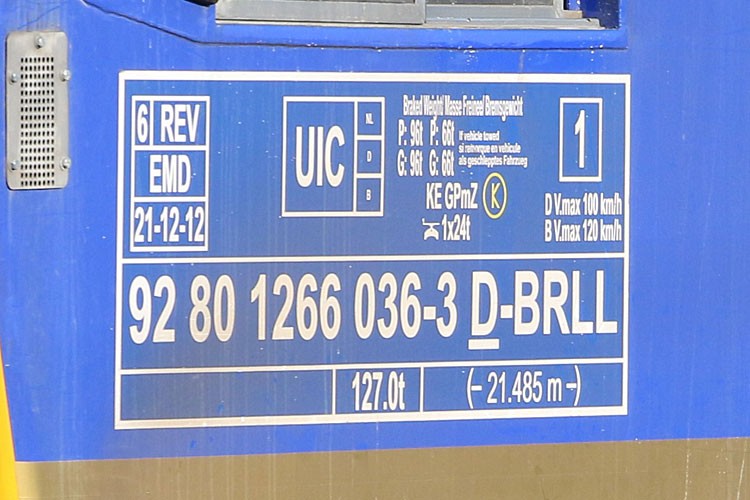 6 REV
EMD
21-12-12
UIC
NL
D
B
Braked Weight/ Masse Freinee/ Bremsgewicht
P: 96t P: 66t
G: 96t G: 66t
If vehicle towed
si remorque en vehicule
als geschlepptes Fahrzeug
KE GPmZ K
1x24t
1
D V.max 100 km/h
B V.max 120 km/h
92 80 1266 036-3 D-BRLL
127.0t
(- 21.485 m -)